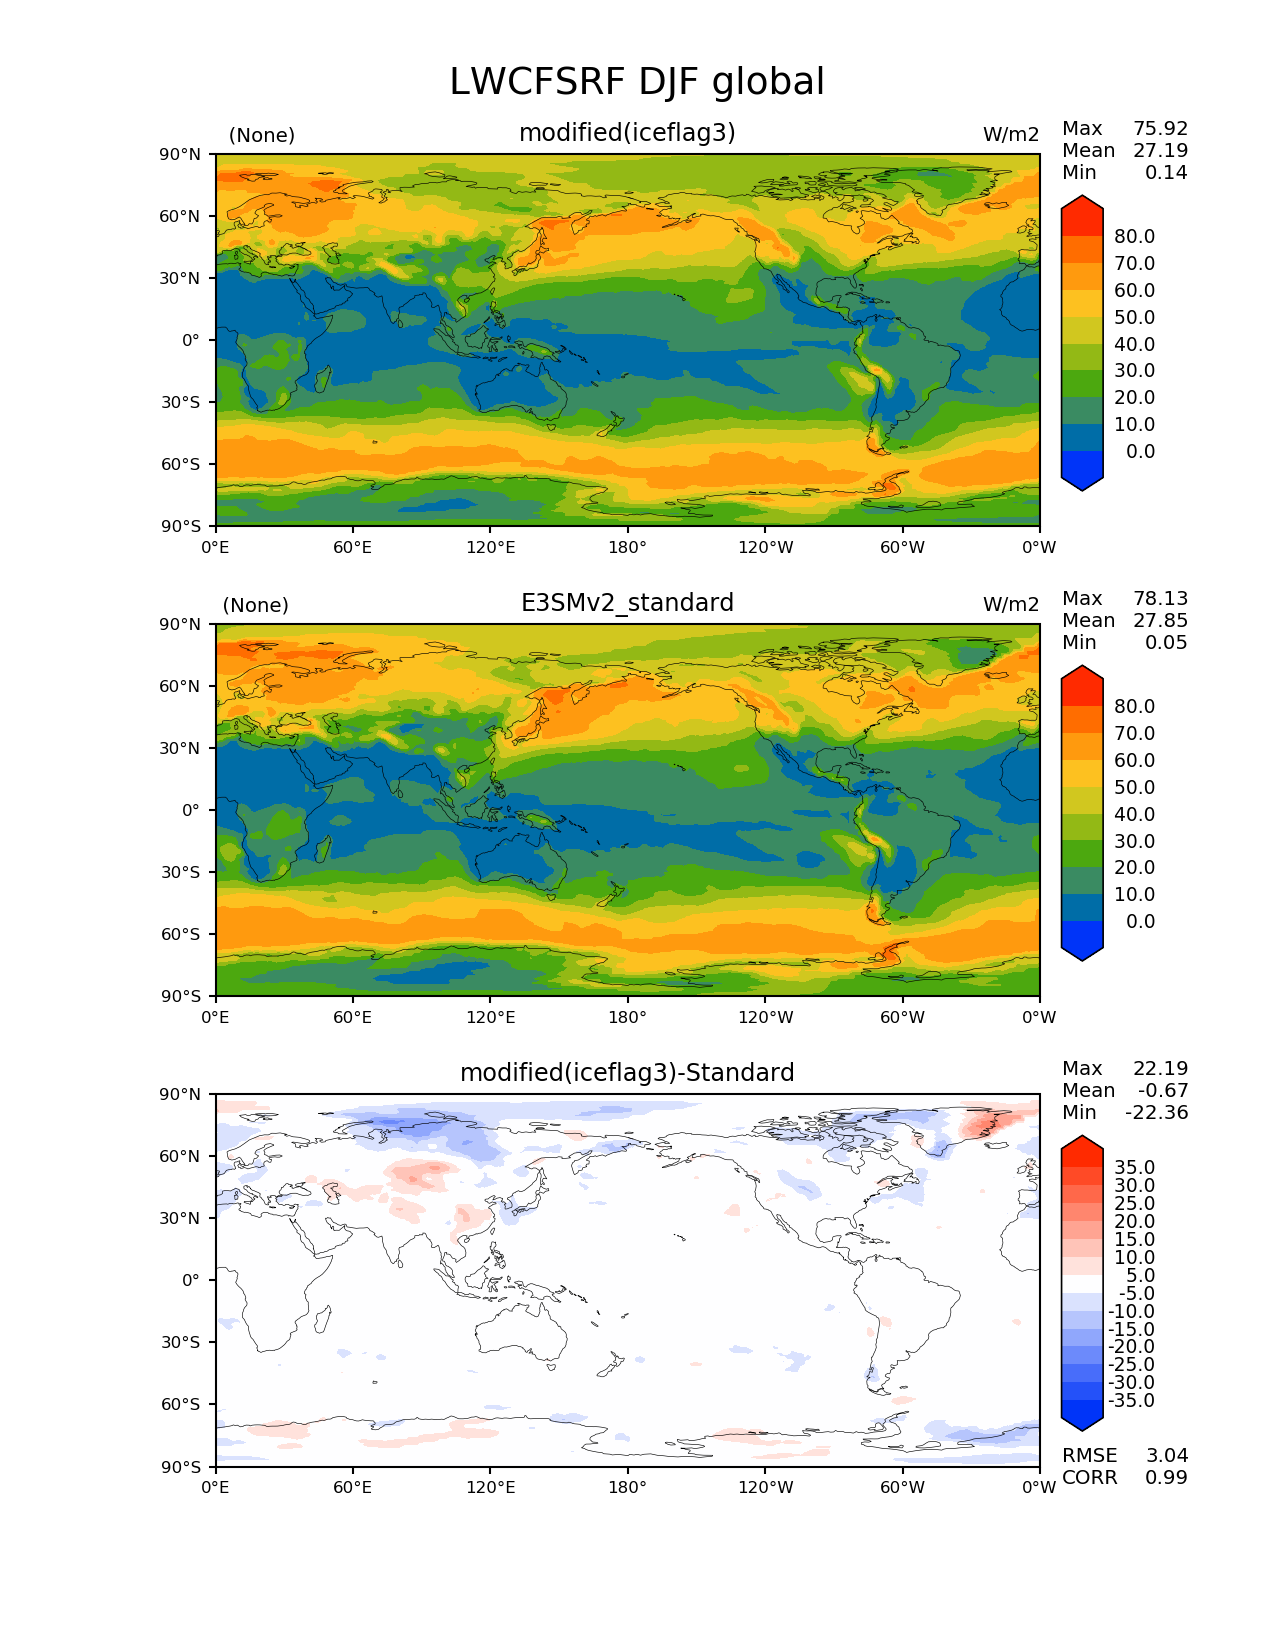 LWCFSRF DJF global
(None) modified(iceflag3) W/m2
Max 75.92
Mean 27.19
Min 0.14
90°N
60°N
30°N
0°
30°S
60°S
90°S
0°E 60°E 120°E 180° 120°W 60°W 0°W
80.0
70.0
60.0
50.0
40.0
30.0
20.0
10.0
0.0
(None) E3SMv2_standard W/m2
Max 78.13
Mean 27.85
Min 0.05
90°N
60°N
30°N
0°
30°S
60°S
90°S
0°E 60°E 120°E 180° 120°W 60°W 0°W
80.0
70.0
60.0
50.0
40.0
30.0
20.0
10.0
0.0
modified(iceflag3)-Standard
Max 22.19
Mean -0.67
Min -22.36
90°N
60°N
30°N
0°
30°S
60°S
90°S
0°E 60°E 120°E 180° 120°W 60°W 0°W
35.0
30.0
25.0
20.0
15.0
10.0
5.0
-5.0
-10.0
-15.0
-20.0
-25.0
-30.0
-35.0
RMSE 3.04
CORR 0.99